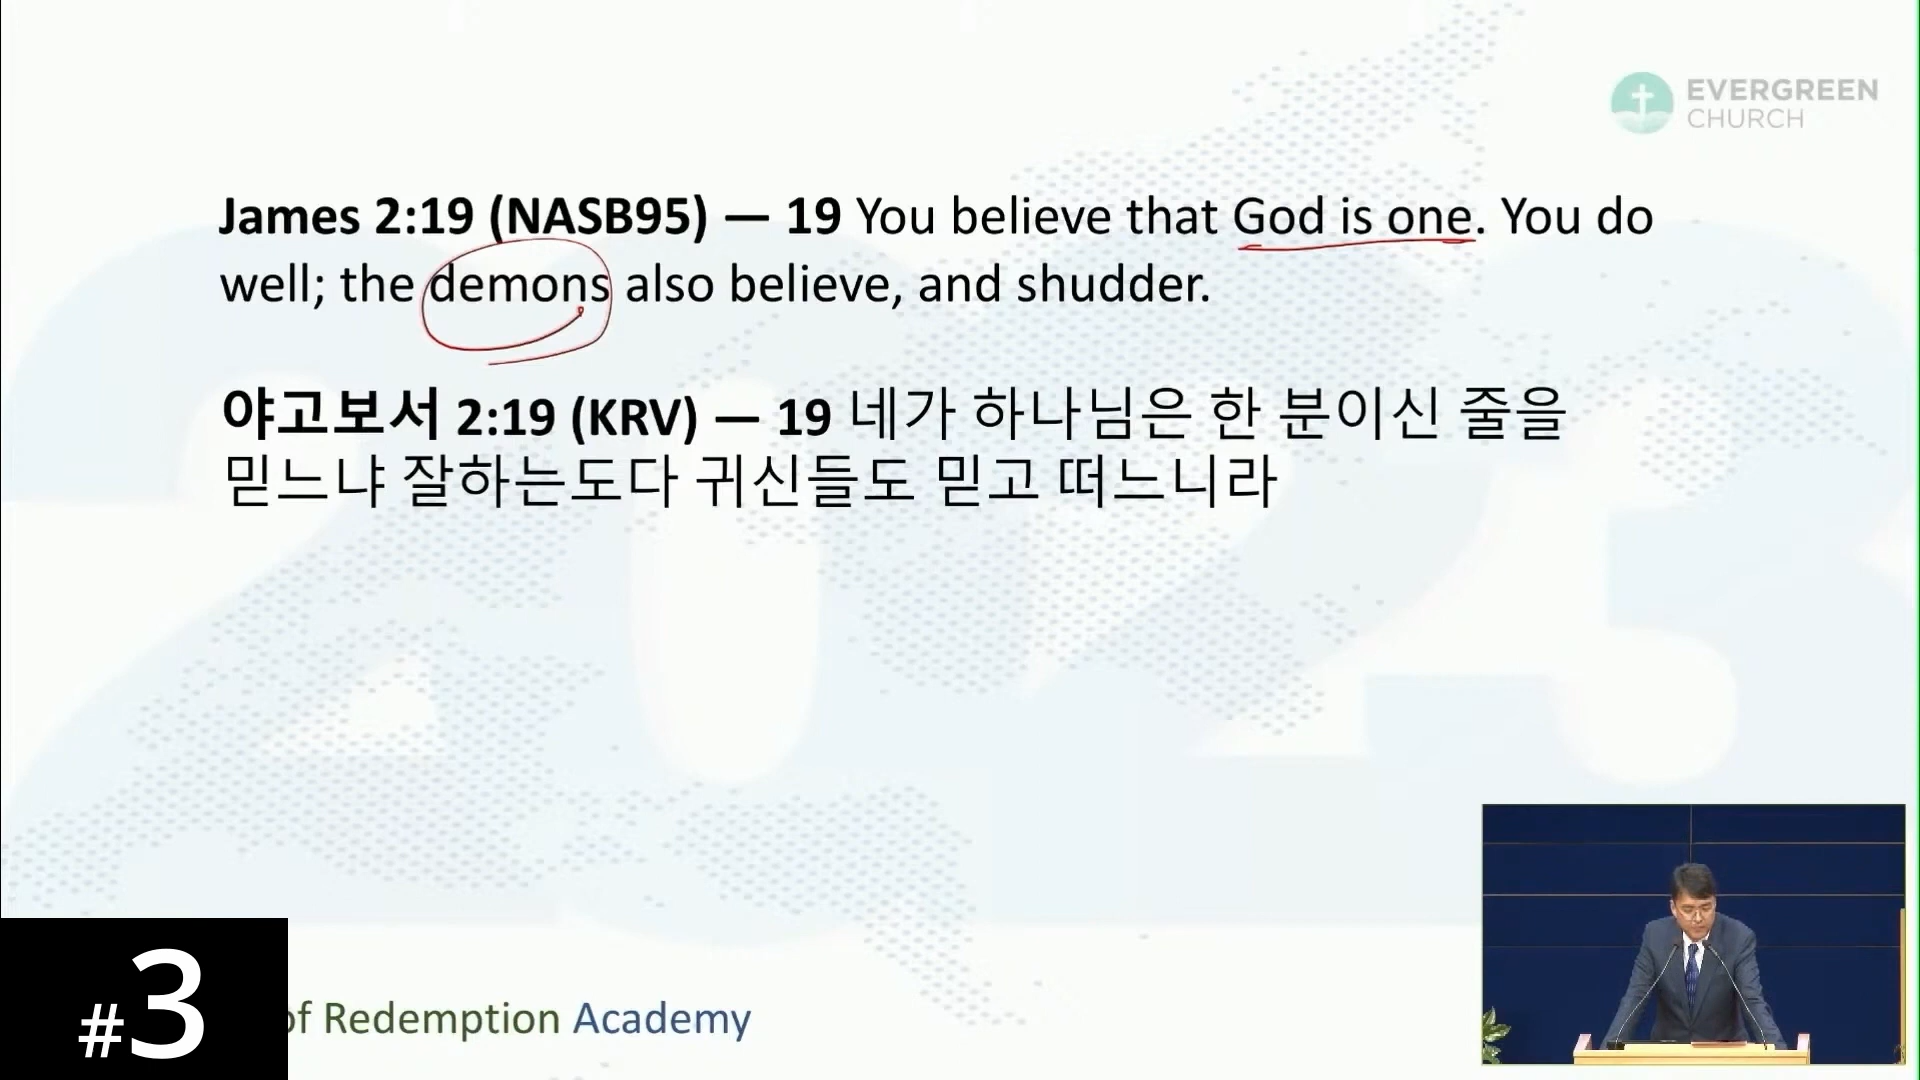 EVERGREEN
CHURCH
James 2:19 (NASB95) — 19 You believe that God is one. You do
well; the demons also believe, and shudder.
야고보서 2:19 (KRV) — 19 네가 하나님은 한 분이신 줄을
믿느냐 잘하는도다 귀신들도 믿고 떠느니라
#3
of Redemption Academy